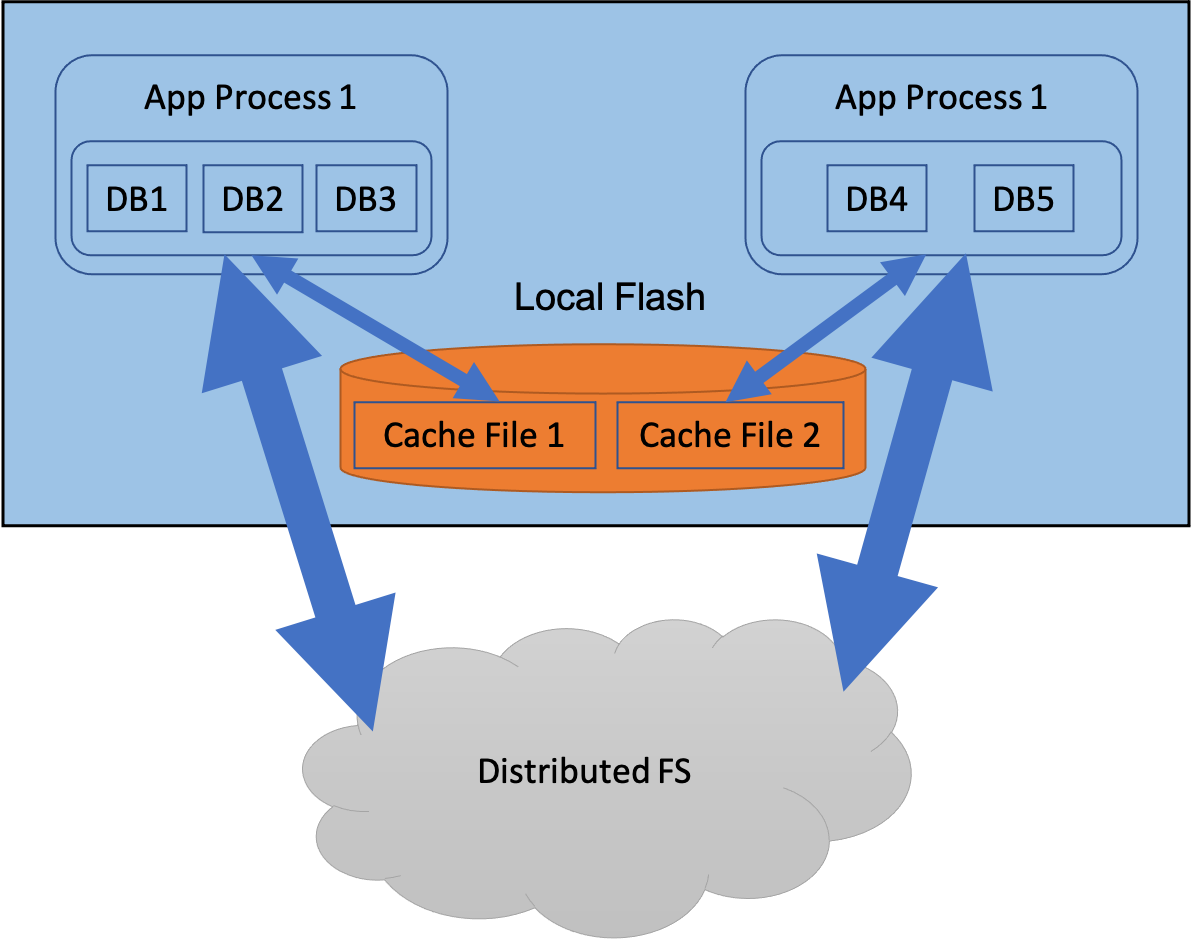 App Process 1
App Process 1
DB1 DB2 DB3
DB4 DB5
Local Flash
Cache File 1 Cache File 2
Distributed FS